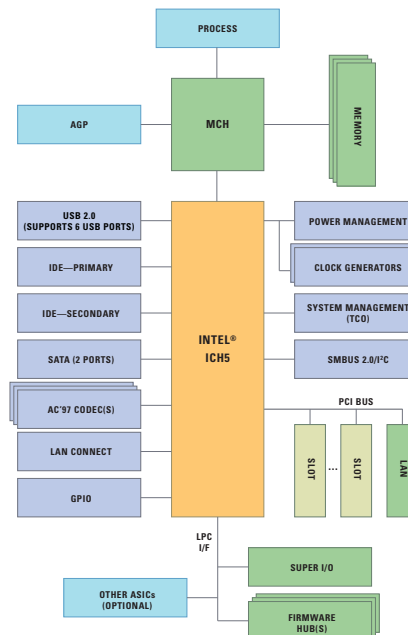 PROCESS
MCH
MEMORY
AGP
USB 2.0
(SUPPORTS 6 USB PORTS)
POWER MANAGEMENT
IDE—PRIMARY
CLOCK GENERATORS
IDE—SECONDARY
SYSTEM MANAGEMENT
(TCO)
INTEL®
ICH5
SATA (2 PORTS)
SMBUS 2.0/I²C
AC'97 CODEC(S)
PCI BUS
LAN CONNECT
SLOT
...
SLOT
LAN
GPIO
LPC
I/F
SUPER I/O
OTHER ASICs
(OPTIONAL)
FIRMWARE
HUB(S)